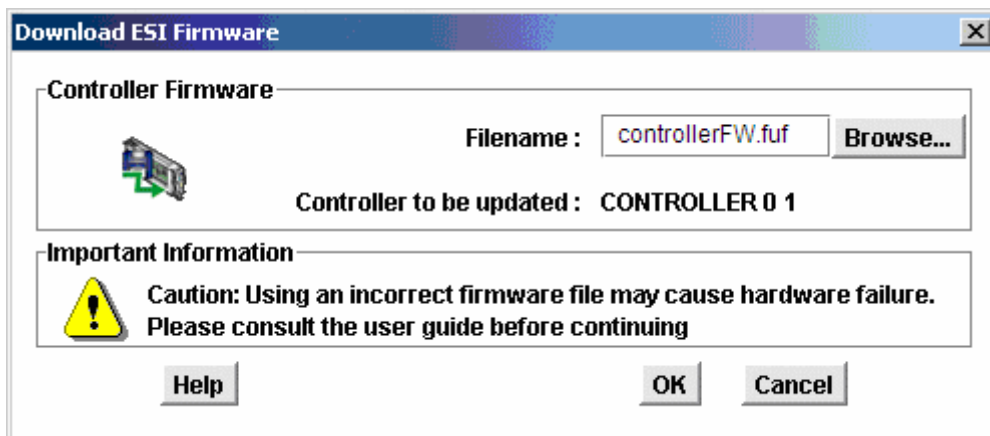 Download ESI Firmware
Controller Firmware
Filename : controllerFW.fuf Browse...
Controller to be updated : CONTROLLER 0 1
Important Information
Caution: Using an incorrect firmware file may cause hardware failure.
Please consult the user guide before continuing
Help OK Cancel